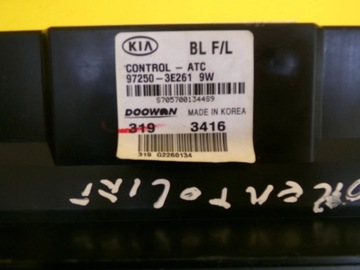 KIA
BL F/L
CONTROL - ATC
97250-3E261 9W
S705700134459
DOOWON
MADE IN KOREA
319 3416
319 G2260134